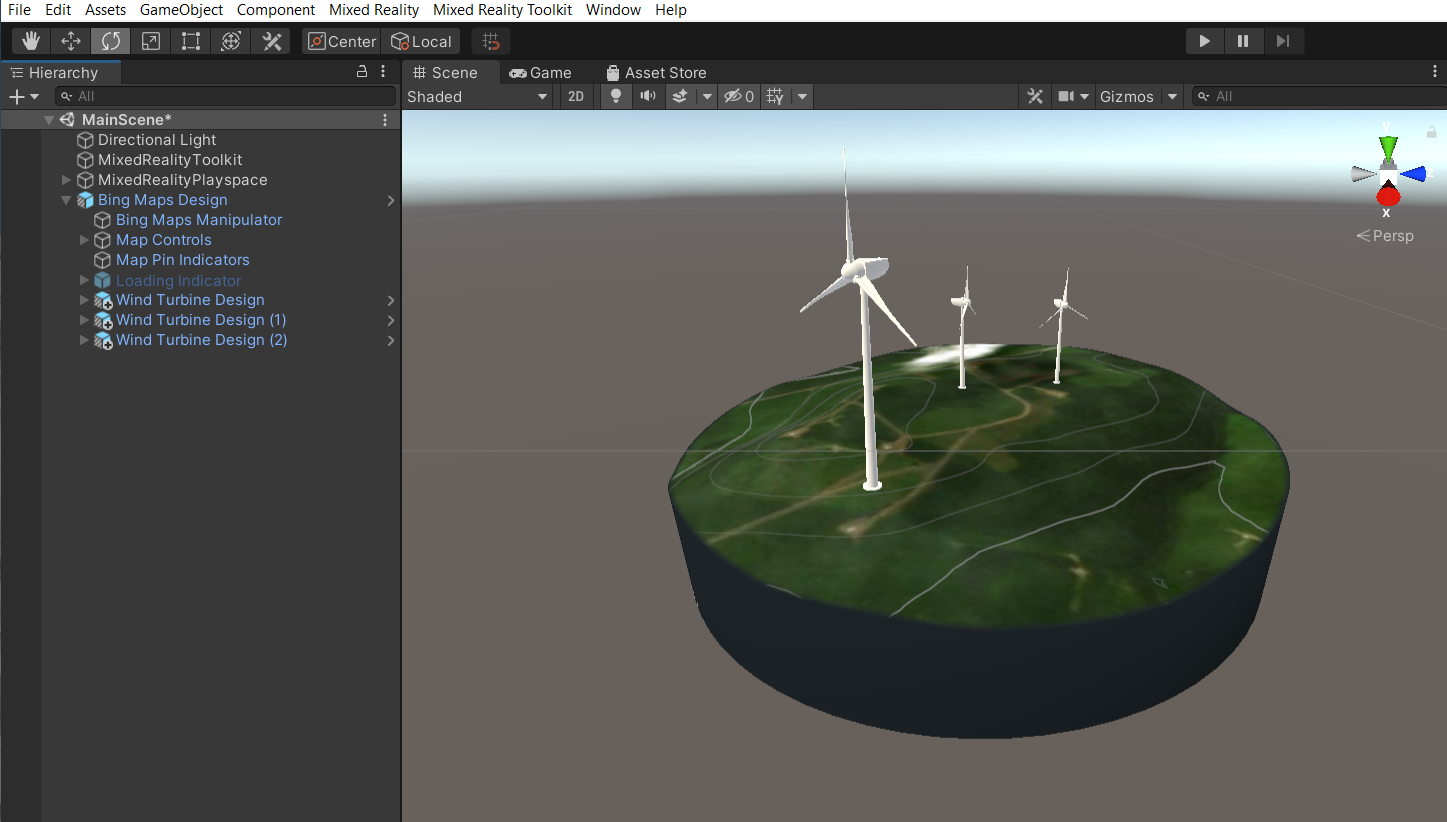 File Edit Assets GameObject Component Mixed Reality Mixed Reality Toolkit Window Help
Center Local
Hierarchy
All
MainScene*
Directional Light
MixedRealityToolkit
MixedRealityPlayspace
Bing Maps Design
Bing Maps Manipulator
Map Controls
Map Pin Indicators
Loading Indicator
Wind Turbine Design
Wind Turbine Design (1)
Wind Turbine Design (2)
Scene Game Asset Store
Shaded 2D 0 Gizmos All
y
z
x
Persp